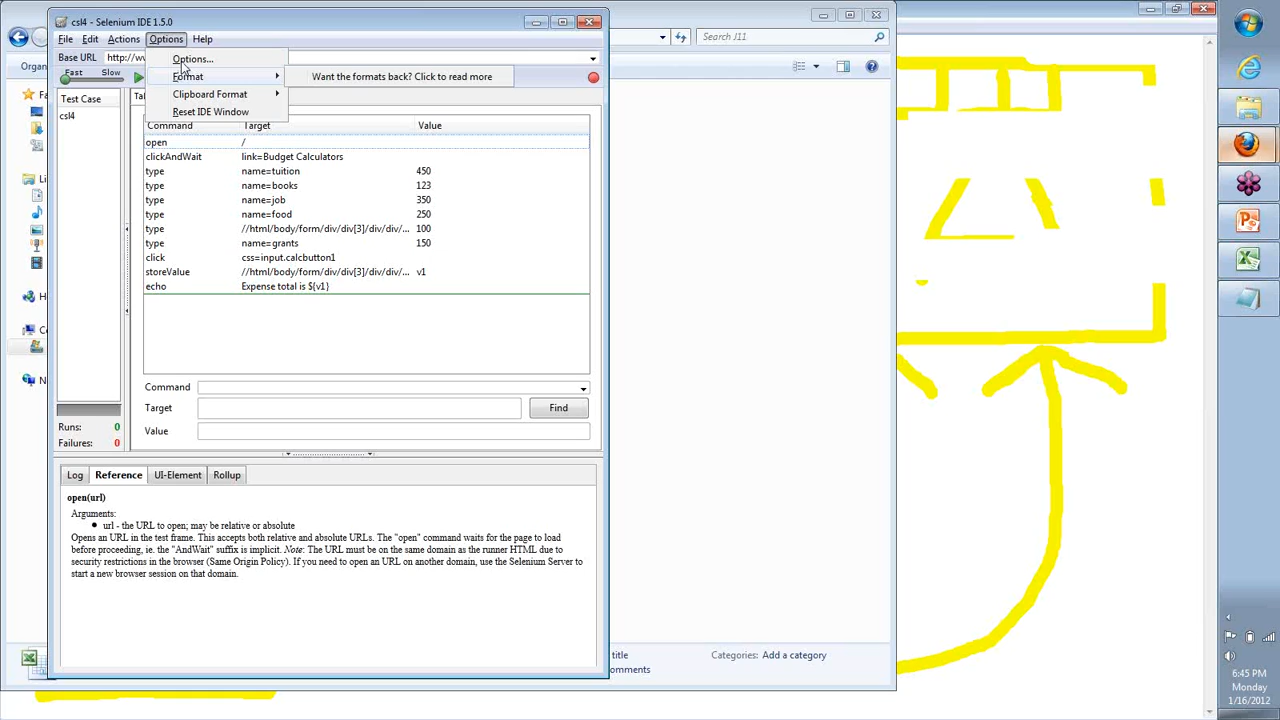 csl4 - Selenium IDE 1.5.0
File Edit Actions Options Help
Search J11
Base URL http://w
Organ
Fast Slow
Options...
Format
Want the formats back? Click to read more
Clipboard Format
Reset IDE Window
Test Case
Fa
Ta
csl4
Command Target Value
open /
clickAndWait link=Budget Calculators
type name=tuition 450
type name=books 123
type name=job 350
type name=food 250
type //html/body/form/div/div[3]/div/div/... 100
type name=grants 150
click css=input.calcbutton1
storeValue //html/body/form/div/div[3]/div/div/... v1
echo Expense total is ${v1}
Li
H
C
N
Command
Target Find
Value
Runs: 0
Failures: 0
Log Reference UI-Element Rollup
open(url)
Arguments:
url - the URL to open; may be relative or absolute
Opens an URL in the test frame. This accepts both relative and absolute URLs. The "open" command waits for the page to load
before proceeding, ie. the "AndWait" suffix is implicit. Note: The URL must be on the same domain as the runner HTML due to
security restrictions in the browser (Same Origin Policy). If you need to open an URL on another domain, use the Selenium Server to
start a new browser session on that domain.
title Categories: Add a category
omments
6:45 PM
Monday
1/16/2012